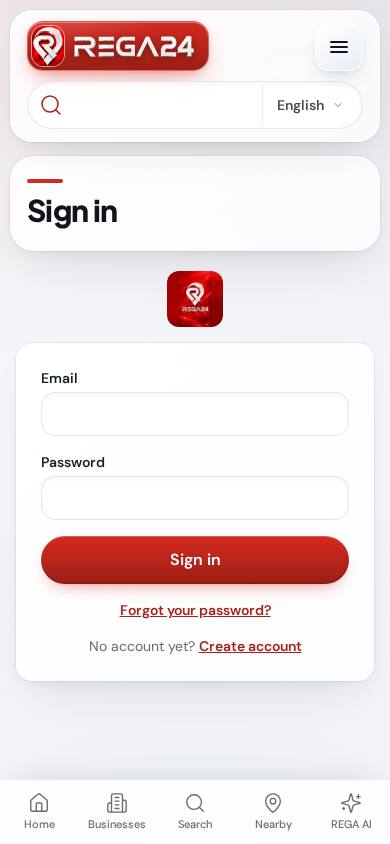 REGA24
English
Sign in
REGA24
Email
Password
Sign in
Forgot your password?
No account yet? Create account
Home
Businesses
Search
Nearby
REGA AI